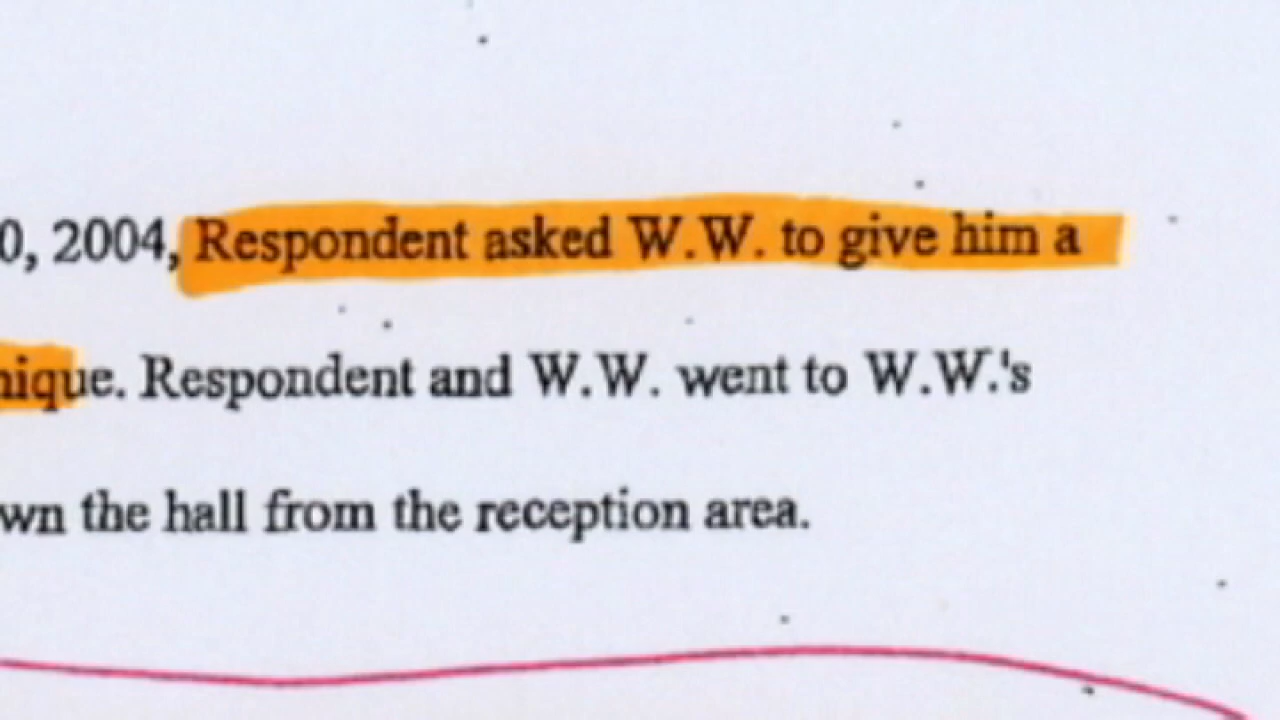 0, 2004, Respondent asked W.W. to give him a
nique. Respondent and W.W. went to W.W.'s
wn the hall from the reception area.